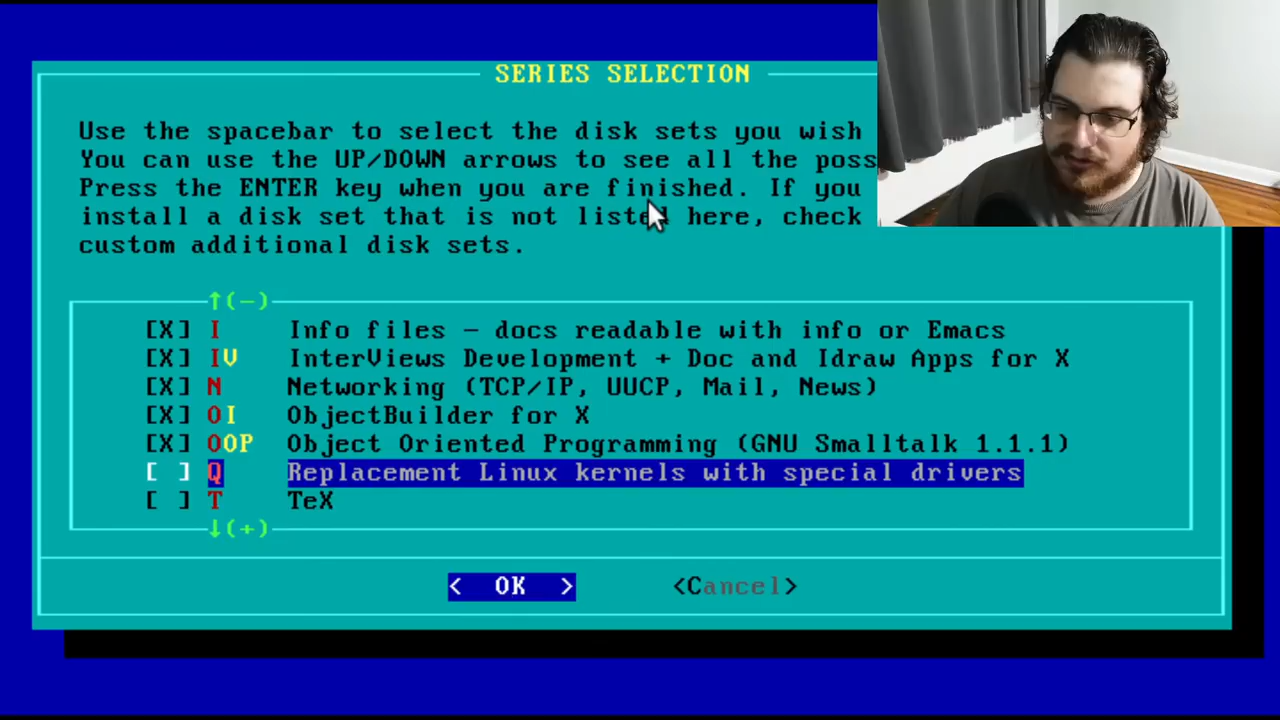 SERIES SELECTION
Use the spacebar to select the disk sets you wish
You can use the UP/DOWN arrows to see all the poss
Press the ENTER key when you are finished. If you
install a disk set that is not listed here, check
custom additional disk sets.
↑(-)
[X] I Info files - docs readable with info or Emacs
[X] IV InterViews Development + Doc and Idraw Apps for X
[X] N Networking (TCP/IP, UUCP, Mail, News)
[X] OI ObjectBuilder for X
[X] OOP Object Oriented Programming (GNU Smalltalk 1.1.1)
[ ] Q Replacement Linux kernels with special drivers
[ ] T TeX
↓(+)
< OK > <Cancel>